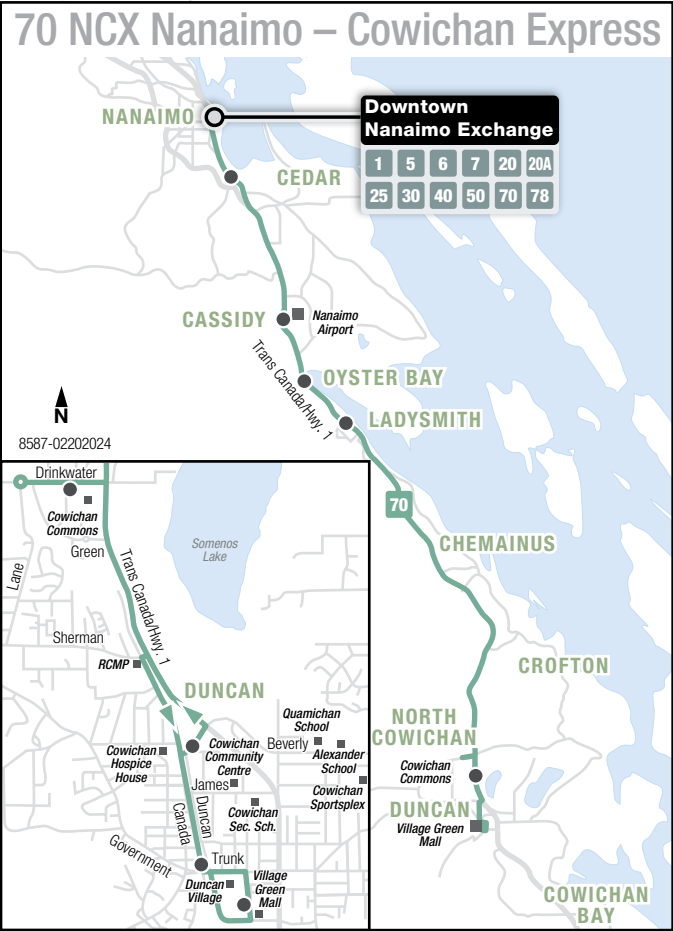 70 NCX Nanaimo – Cowichan Express
NANAIMO
Downtown
Nanaimo Exchange
1 5 6 7 20 20A
25 30 40 50 70 78
CEDAR
CASSIDY
Nanaimo
Airport
Trans Canada/Hwy. 1
OYSTER BAY
LADYSMITH
N
8587-02202024
70
CHEMAINUS
CROFTON
NORTH
COWICHAN
Cowichan
Commons
DUNCAN
Village Green
Mall
COWICHAN
BAY
Drinkwater
Cowichan
Commons
Green
Lane
Trans Canada/Hwy. 1
Somenos
Lake
Sherman
RCMP
DUNCAN
Quamichan
School
Beverly
Alexander
School
Cowichan
Sportsplex
Cowichan
Community
Centre
Cowichan
Hospice
House
James
Cowichan
Sec. Sch.
Duncan
Canada
Government
Trunk
Duncan
Village
Village
Green
Mall